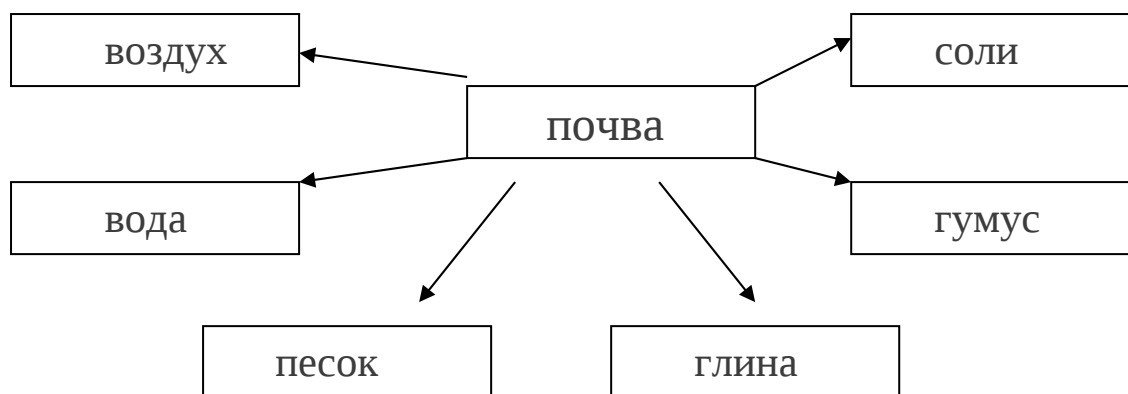 воздух
соли
почва
вода
гумус
песок
глина